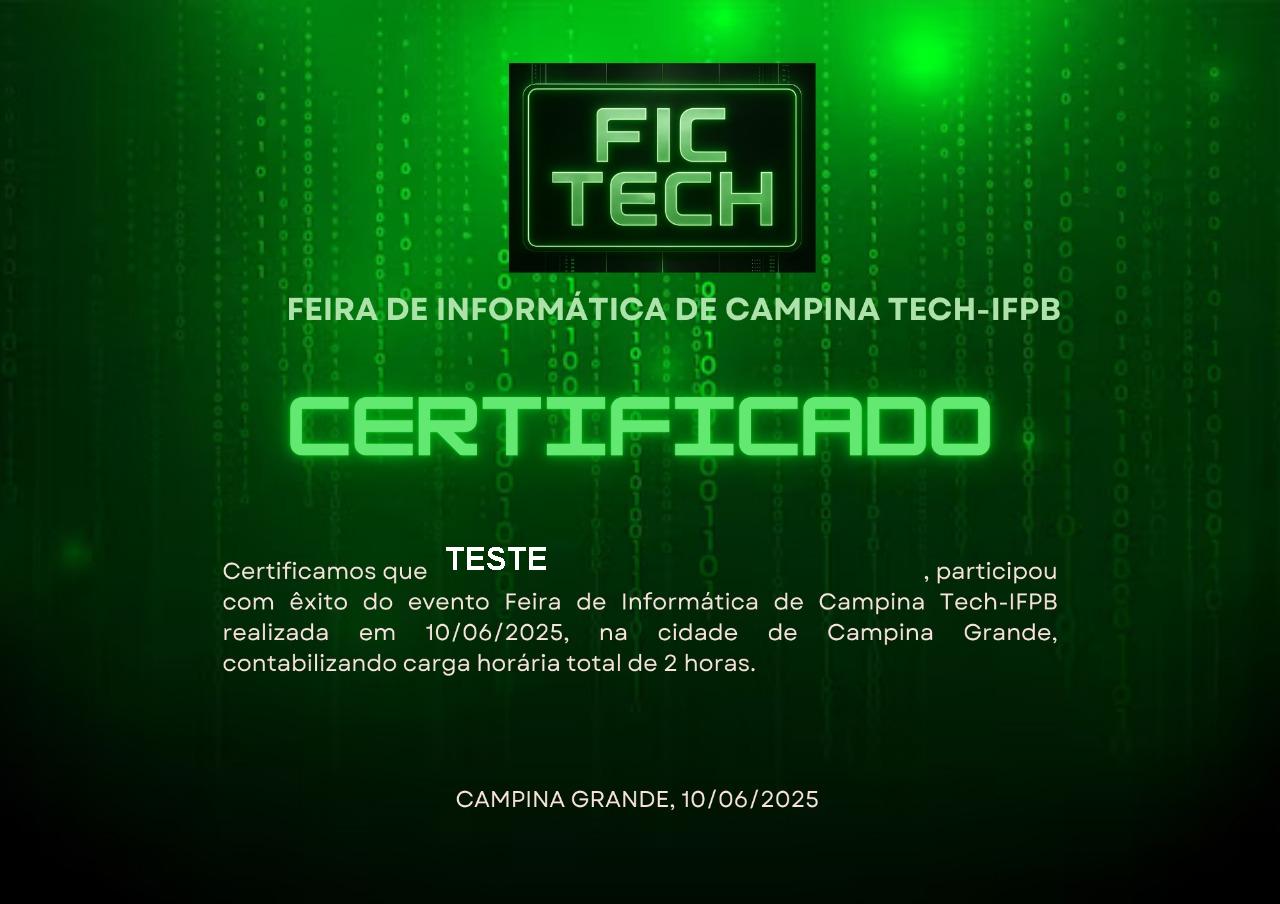 FIC
TECH
FEIRA DE INFORMÁTICA DE CAMPINA TECH-IFPB
CERTIFICADO
Certificamos que TESTE , participou
com êxito do evento Feira de Informática de Campina Tech-IFPB
realizada em 10/06/2025, na cidade de Campina Grande,
contabilizando carga horária total de 2 horas.
CAMPINA GRANDE, 10/06/2025